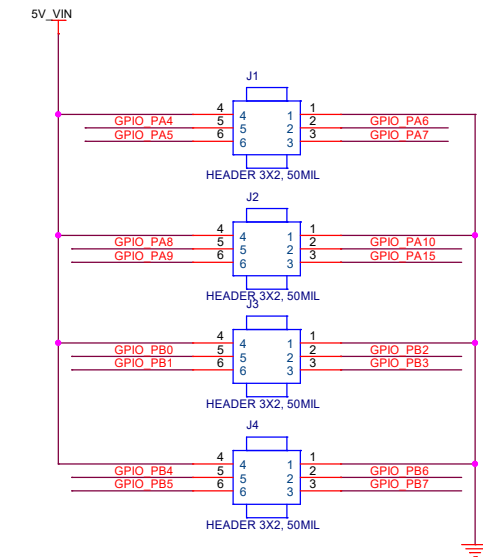 5V_VIN
J1
4 4 1 1
GPIO_PA4 5 5 2 2 GPIO_PA6
GPIO_PA5 6 6 3 3 GPIO_PA7
HEADER 3X2, 50MIL
J2
4 4 1 1
GPIO_PA8 5 5 2 2 GPIO_PA10
GPIO_PA9 6 6 3 3 GPIO_PA15
HEADER 3X2, 50MIL
J3
4 4 1 1
GPIO_PB0 5 5 2 2 GPIO_PB2
GPIO_PB1 6 6 3 3 GPIO_PB3
HEADER 3X2, 50MIL
J4
4 4 1 1
GPIO_PB4 5 5 2 2 GPIO_PB6
GPIO_PB5 6 6 3 3 GPIO_PB7
HEADER 3X2, 50MIL